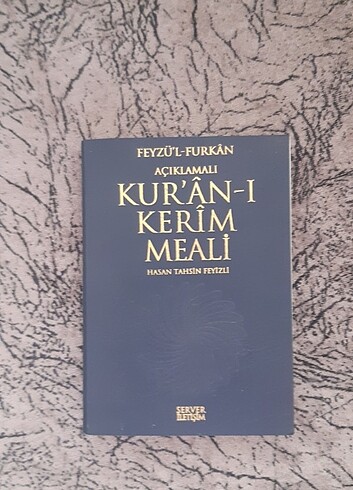 FEYZÜ'L-FURKÂN
AÇIKLAMALI
KUR'ÂN-I
KERÎM
MEALİ
HASAN TAHSİN FEYİZLİ
SERVER
İLETİŞİM